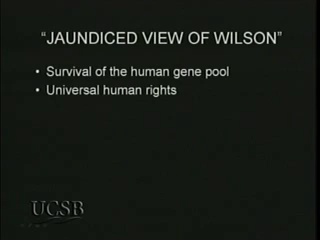 “JAUNDICED VIEW OF WILSON”
• Survival of the human gene pool
• Universal human rights
UCSB